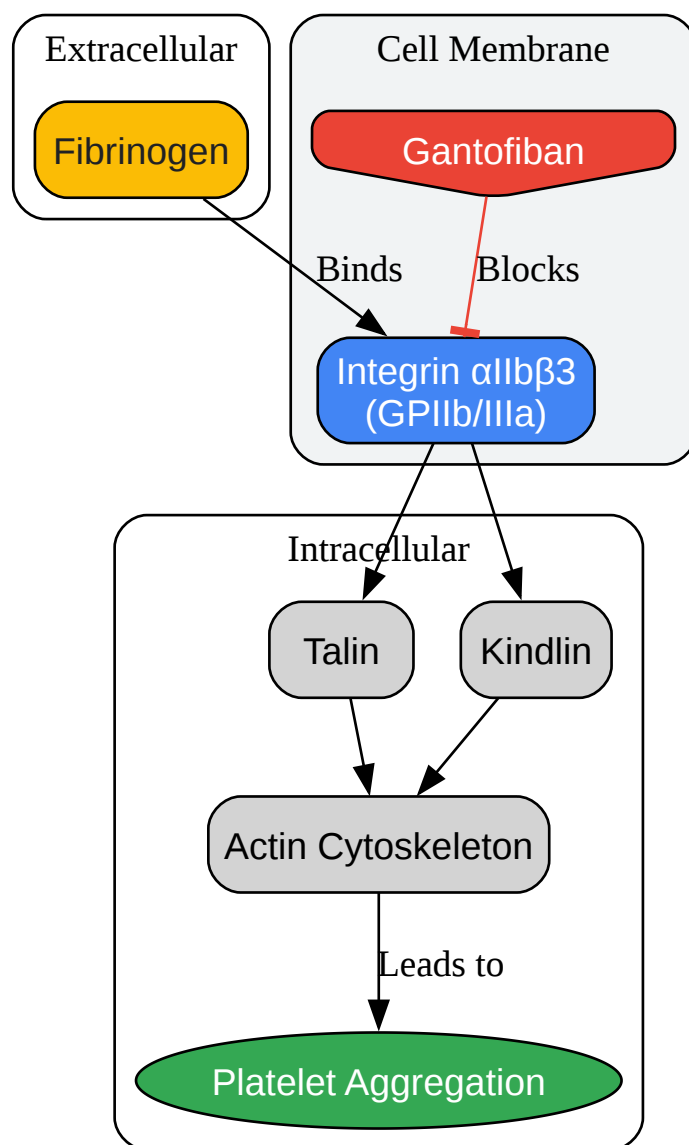 Extracellular
Cell Membrane
Fibrinogen
Gantofiban
Binds
Blocks
Integrin αIIbβ3
(GPIIb/IIIa)
Intracellular
Talin
Kindlin
Actin Cytoskeleton
Leads to
Platelet Aggregation